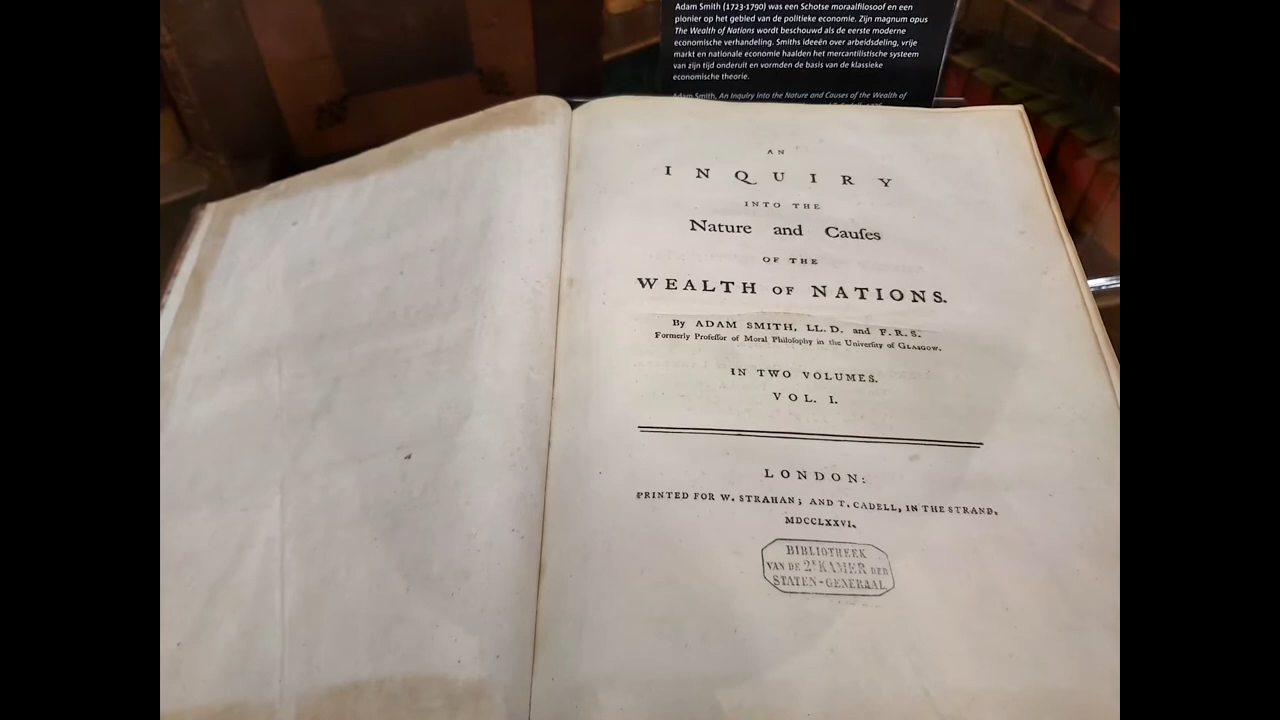 Adam Smith (1723-1790) was een Schotse moraalfilosoof en een
pionier op het gebied van de politieke economie. Zijn magnum opus
The Wealth of Nations wordt beschouwd als de eerste moderne
economische verhandeling. Smiths ideeën over arbeidsdeling, vrije
markt en nationale economie haalden het mercantilistische systeem
van zijn tijd onderuit en vormden de basis van de klassieke
economische theorie.
Adam Smith, An Inquiry into the Nature and Causes of the Wealth of
AN
INQUIRY
INTO THE
Nature and Cauſes
OF THE
WEALTH OF NATIONS.
By ADAM SMITH, LL.D. and F.R.S.
Formerly Profeſſor of Moral Philoſophy in the Univerſity of GLASGOW.
IN TWO VOLUMES.
VOL. I.
LONDON:
PRINTED FOR W. STRAHAN; AND T. CADELL, IN THE STRAND.
MDCCLXXVI.
BIBLIOTHEEK
VAN DE 2E KAMER DER
STATEN-GENERAAL